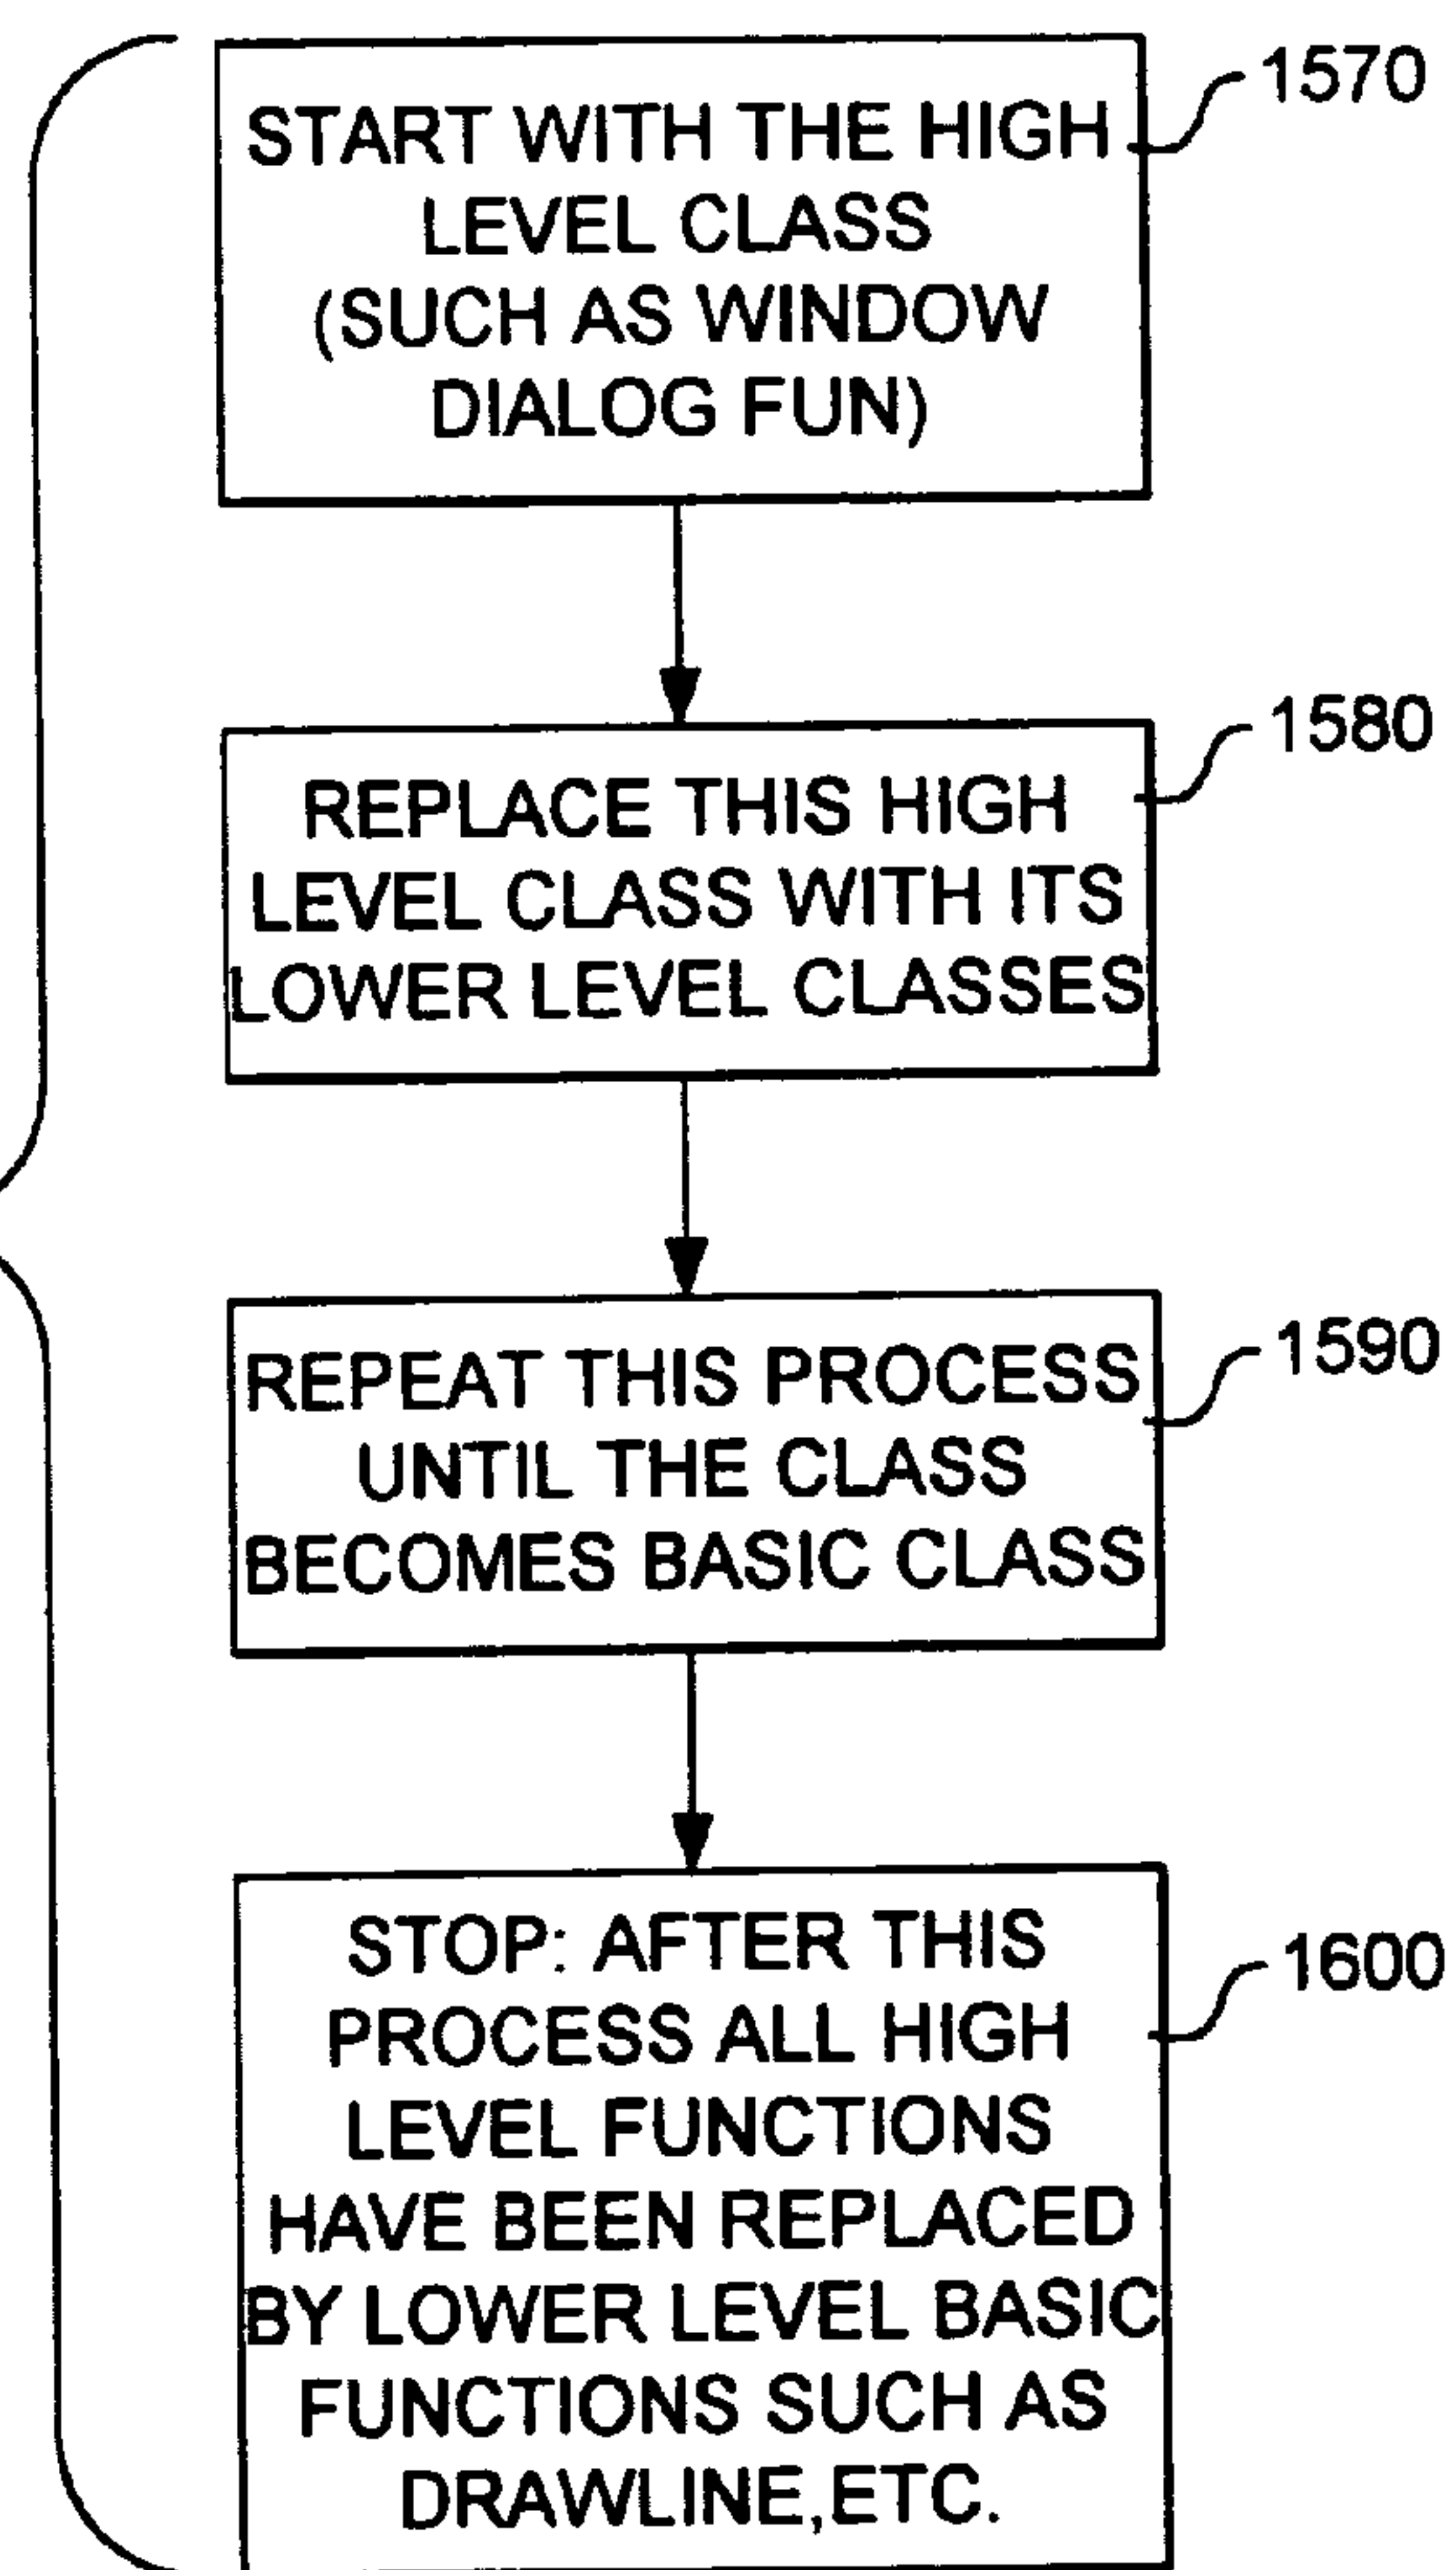 1570
START WITH THE HIGH
LEVEL CLASS
(SUCH AS WINDOW
DIALOG FUN)
1580
REPLACE THIS HIGH
LEVEL CLASS WITH ITS
LOWER LEVEL CLASSES
1590
REPEAT THIS PROCESS
UNTIL THE CLASS
BECOMES BASIC CLASS
1600
STOP: AFTER THIS
PROCESS ALL HIGH
LEVEL FUNCTIONS
HAVE BEEN REPLACED
BY LOWER LEVEL BASIC
FUNCTIONS SUCH AS
DRAWLINE,ETC.